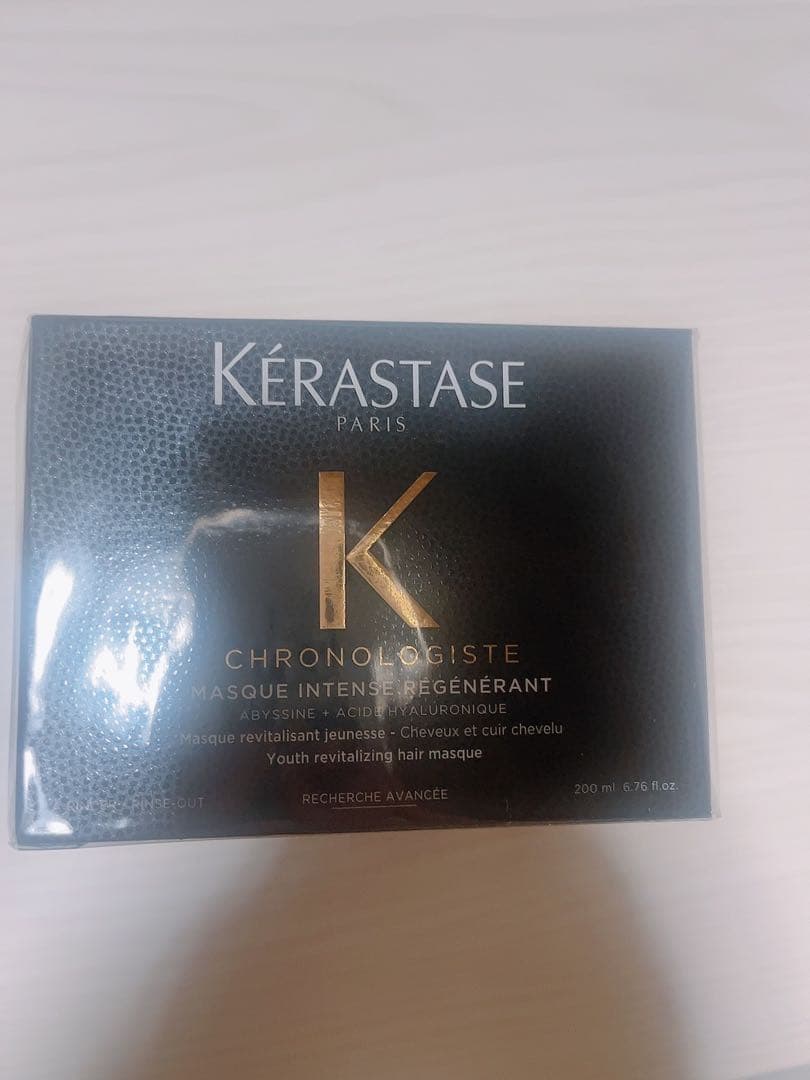 KÉRASTASE
PARIS
K
CHRONOLOGISTE
MASQUE INTENSE RÉGÉNÉRANT
ABYSSINE + ACIDE HYALURONIQUE
Masque revitalisant jeunesse - Cheveux et cuir chevelu
Youth revitalizing hair masque
RINSE-OUT
RECHERCHE AVANCÉE
200 ml 6.76 fl.oz.